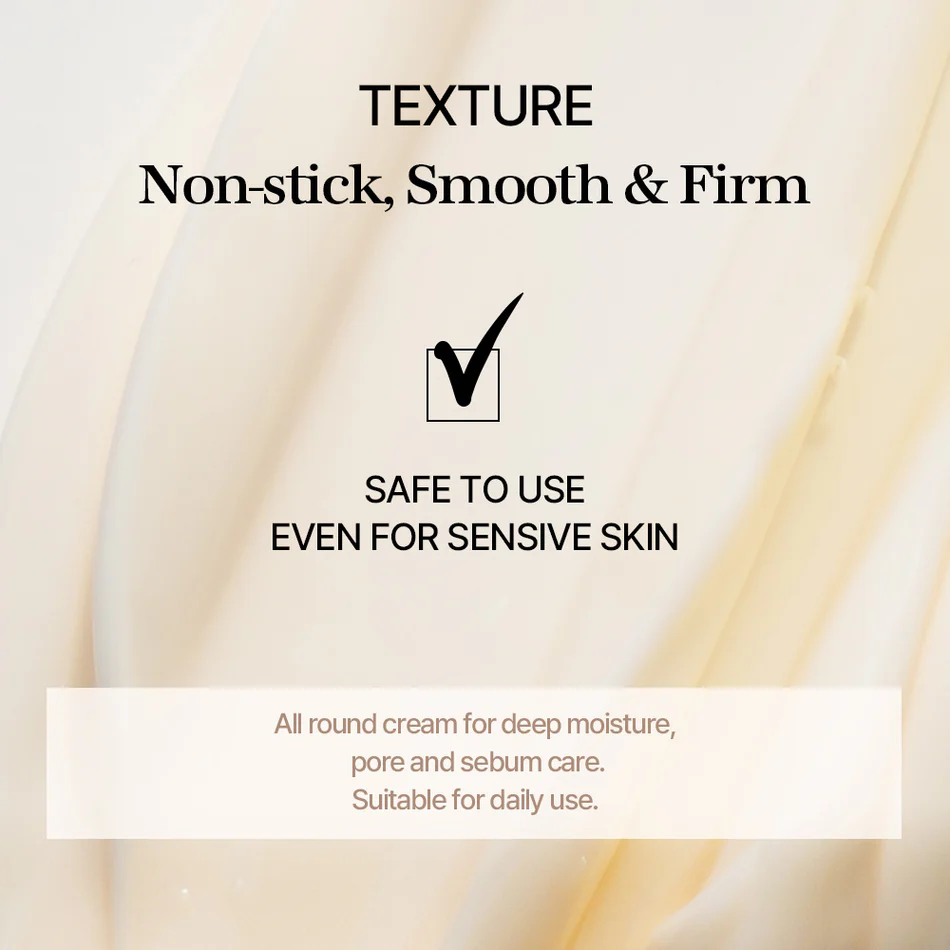 TEXTURE
Non-stick, Smooth & Firm
SAFE TO USE
EVEN FOR SENSIVE SKIN
All round cream for deep moisture,
pore and sebum care.
Suitable for daily use.